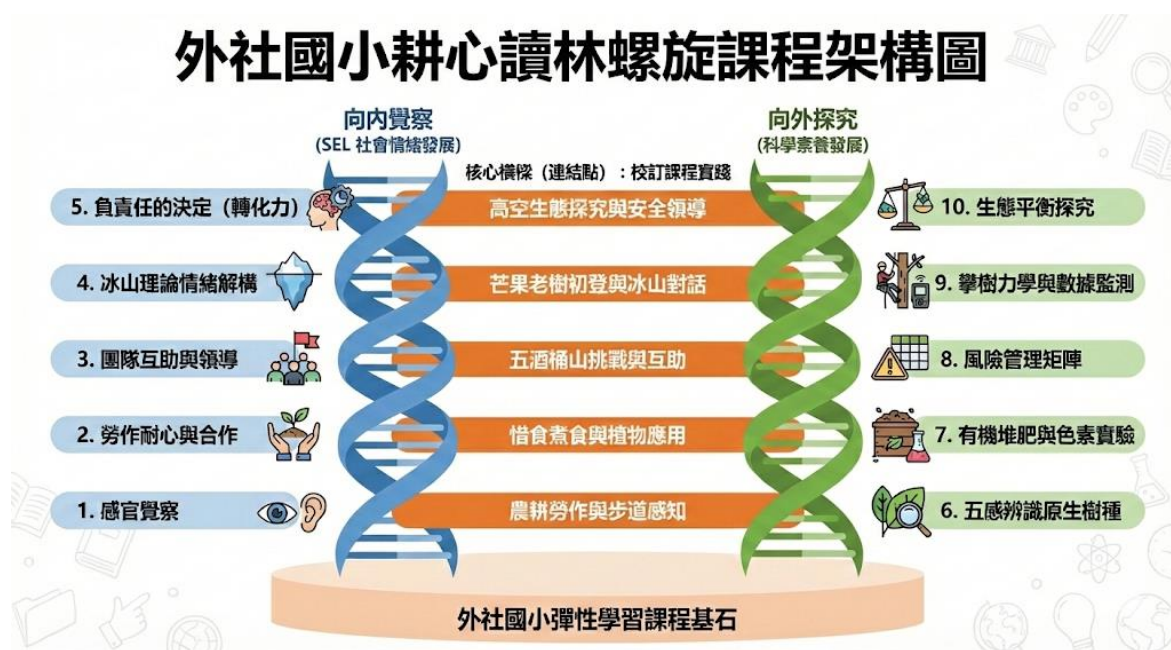 外社國小耕心讀林螺旋課程架構圖
向內覺察
(SEL 社會情緒發展)
向外探究
(科學素養發展)
核心橫樑（連結點）：校訂課程實踐
5. 負責任的決定（轉化力）
高空生態探究與安全領導
10. 生態平衡探究
4. 冰山理論情緒解構
芒果老樹初登與冰山對話
9. 攀樹力學與數據監測
3. 團隊互助與領導
五酒桶山挑戰與互助
8. 風險管理矩陣
2. 勞作耐心與合作
惜食煮食與植物應用
7. 有機堆肥與色素實驗
1. 感官覺察
農耕勞作與步道感知
6. 五感辨識原生樹種
外社國小彈性學習課程基石